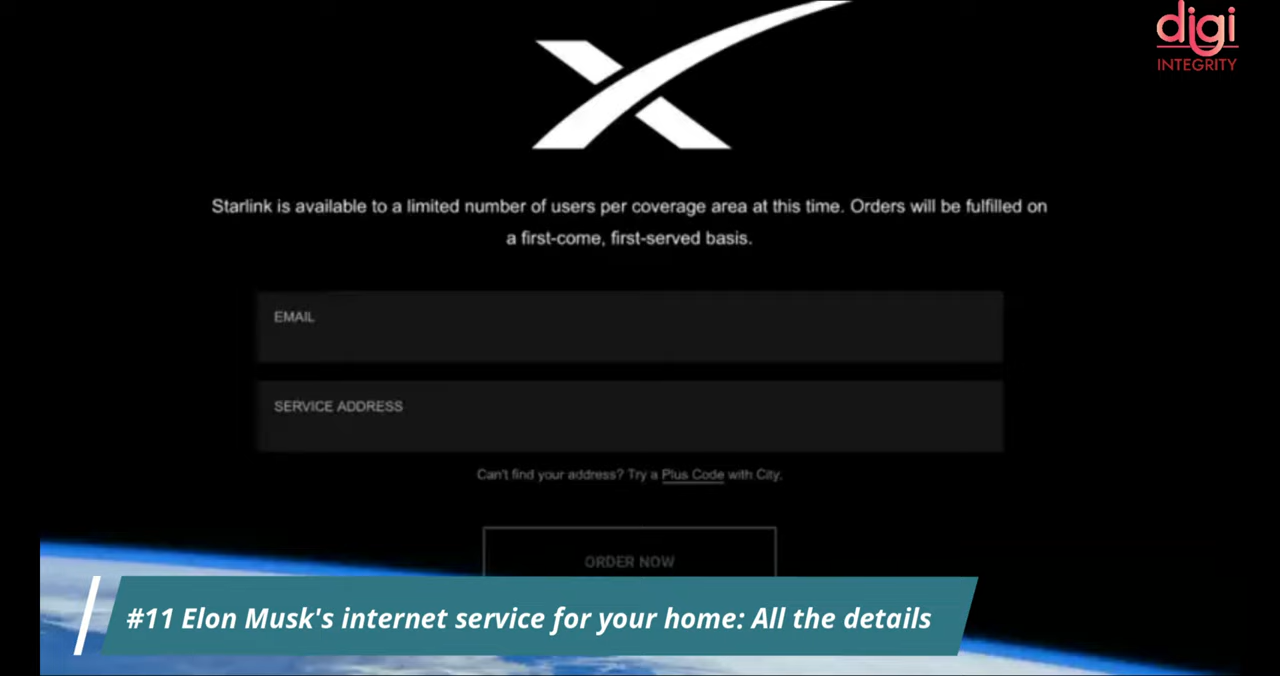 digi
INTEGRITY
Starlink is available to a limited number of users per coverage area at this time. Orders will be fulfilled on
a first-come, first-served basis.
EMAIL
SERVICE ADDRESS
Can't find your address? Try a Plus Code with City.
ORDER NOW
#11 Elon Musk's internet service for your home: All the details